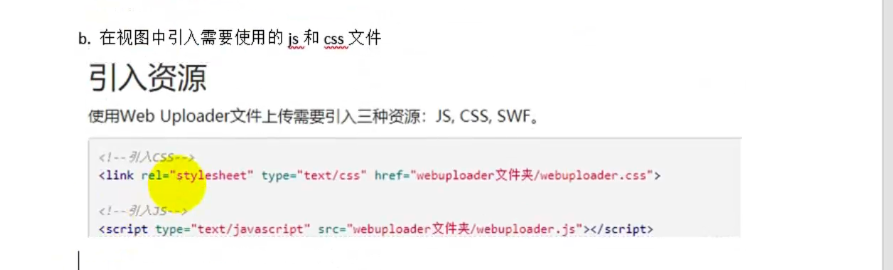 b. 在视图中引入需要使用的 js 和 css 文件
引入资源
使用Web Uploader文件上传需要引入三种资源：JS, CSS, SWF。
<!--引入CSS-->
<link rel="stylesheet" type="text/css" href="webuploader文件夹/webuploader.css">
<!--引入JS-->
<script type="text/javascript" src="webuploader文件夹/webuploader.js"></script>